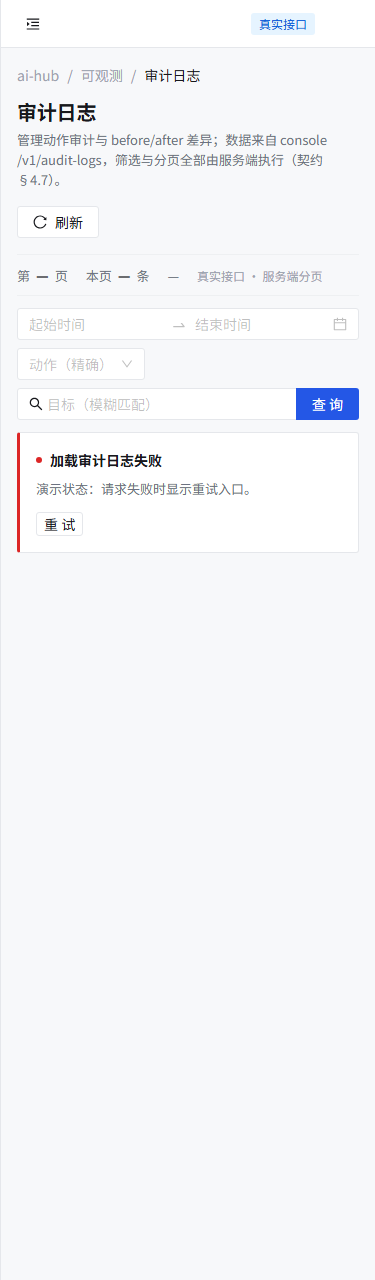 真实接口
ai-hub / 可观测 / 审计日志
审计日志
管理动作审计与 before/after 差异；数据来自 console
/v1/audit-logs，筛选与分页全部由服务端执行（契约
§4.7）。
刷新
第 — 页 本页 — 条 — 真实接口 · 服务端分页
起始时间 → 结束时间
动作（精确）
目标（模糊匹配） 查 询
加载审计日志失败
演示状态：请求失败时显示重试入口。
重 试